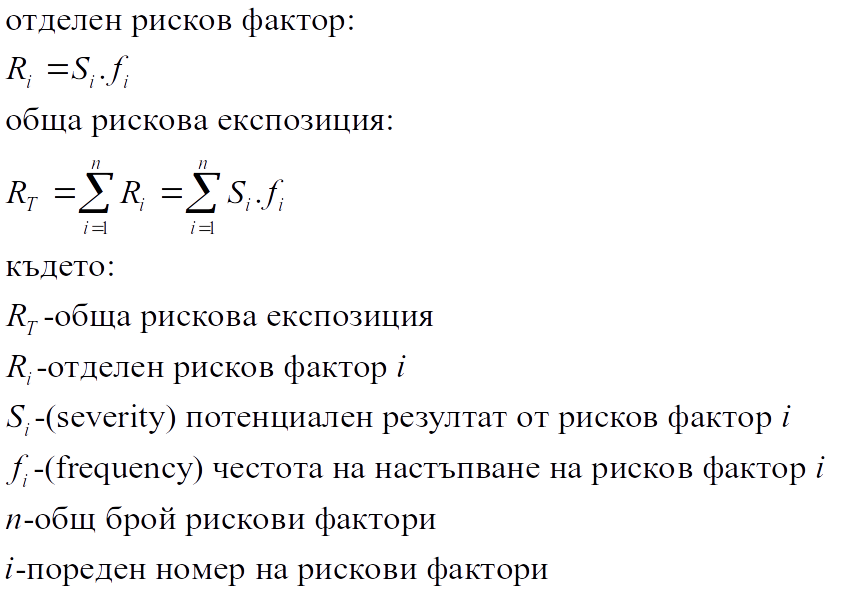 отделен рисков фактор:
R_i = S_i . f_i
обща рискова експозиция:
R_T = \sum_{i=1}^{n} R_i = \sum_{i=1}^{n} S_i . f_i
където:
R_T -обща рискова експозиция
R_i -отделен рисков фактор i
S_i -(severity) потенциален резултат от рисков фактор i
f_i -(frequency) честота на настъпване на рисков фактор i
n-общ брой рискови фактори
i-пореден номер на рискови фактори